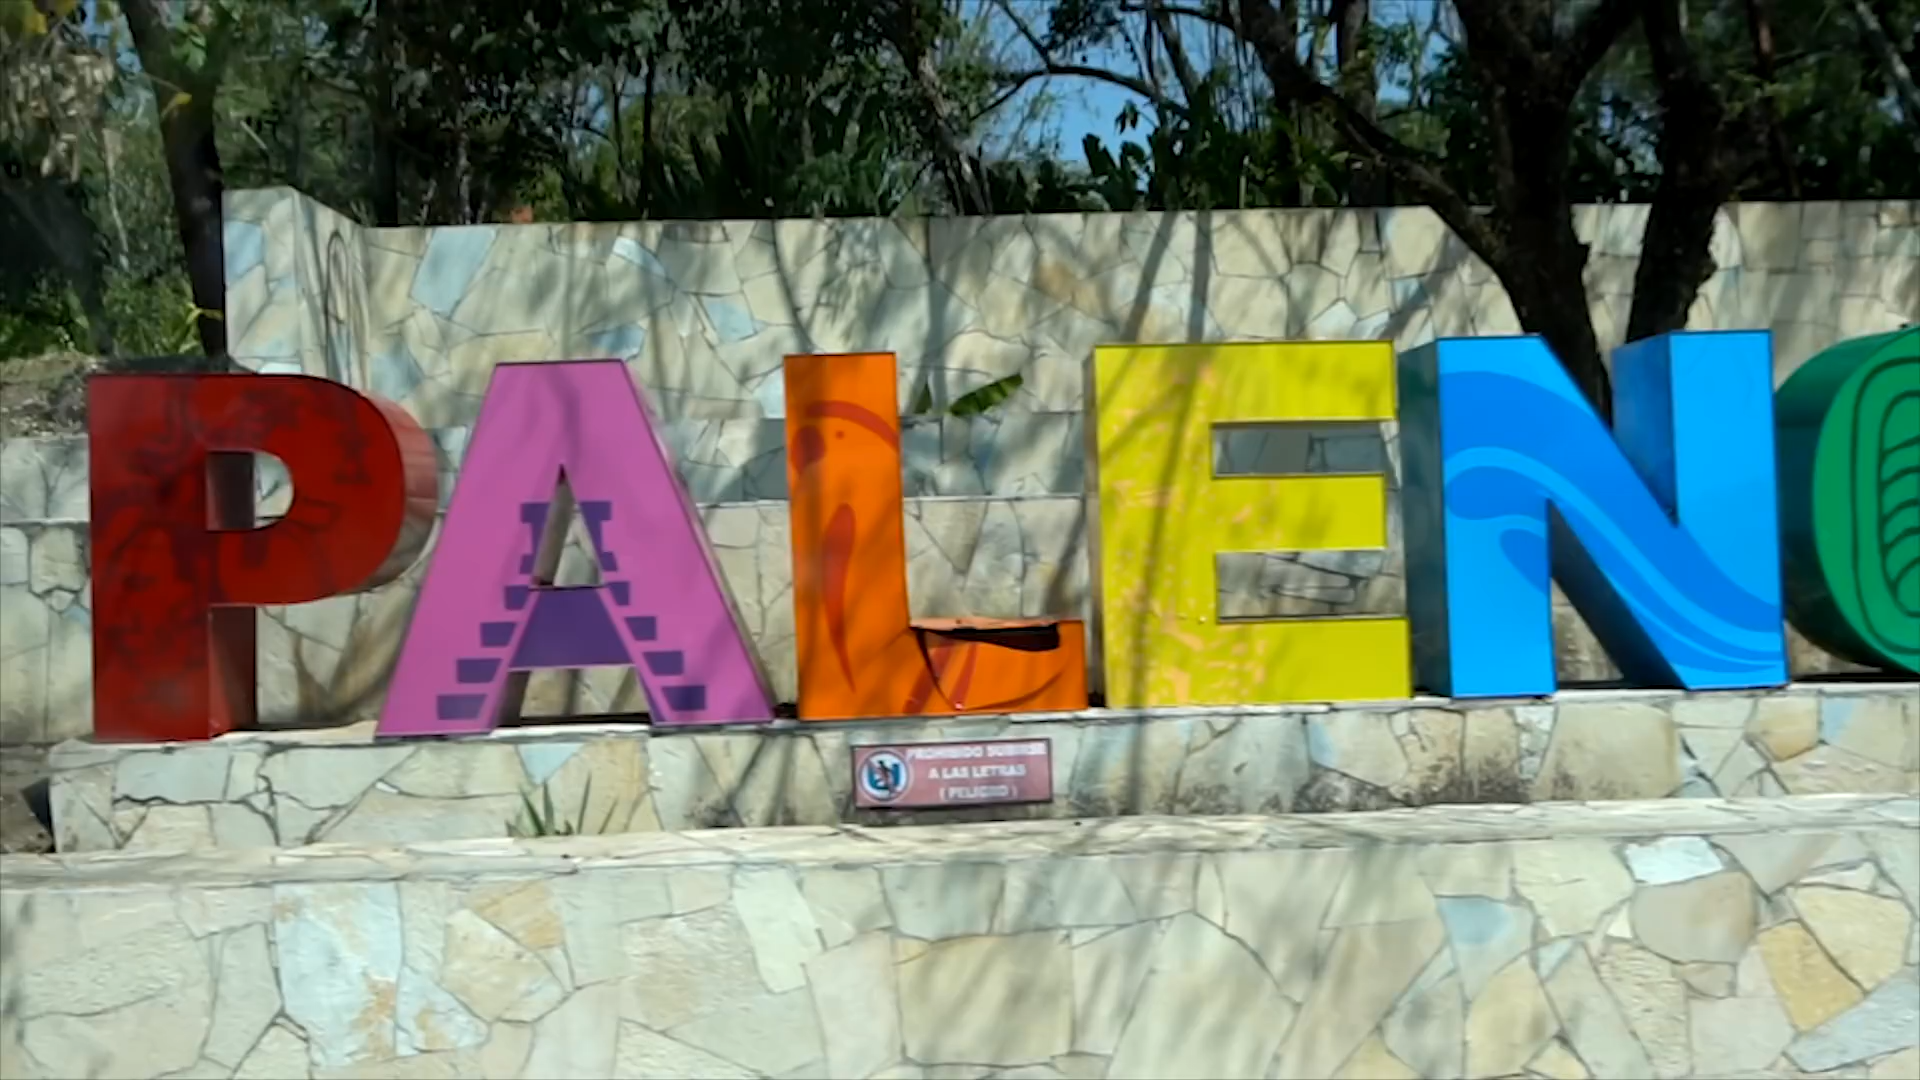 PALENQ
PROHIBIDO SUBIRSE
A LAS LETRAS
( PELIGRO )